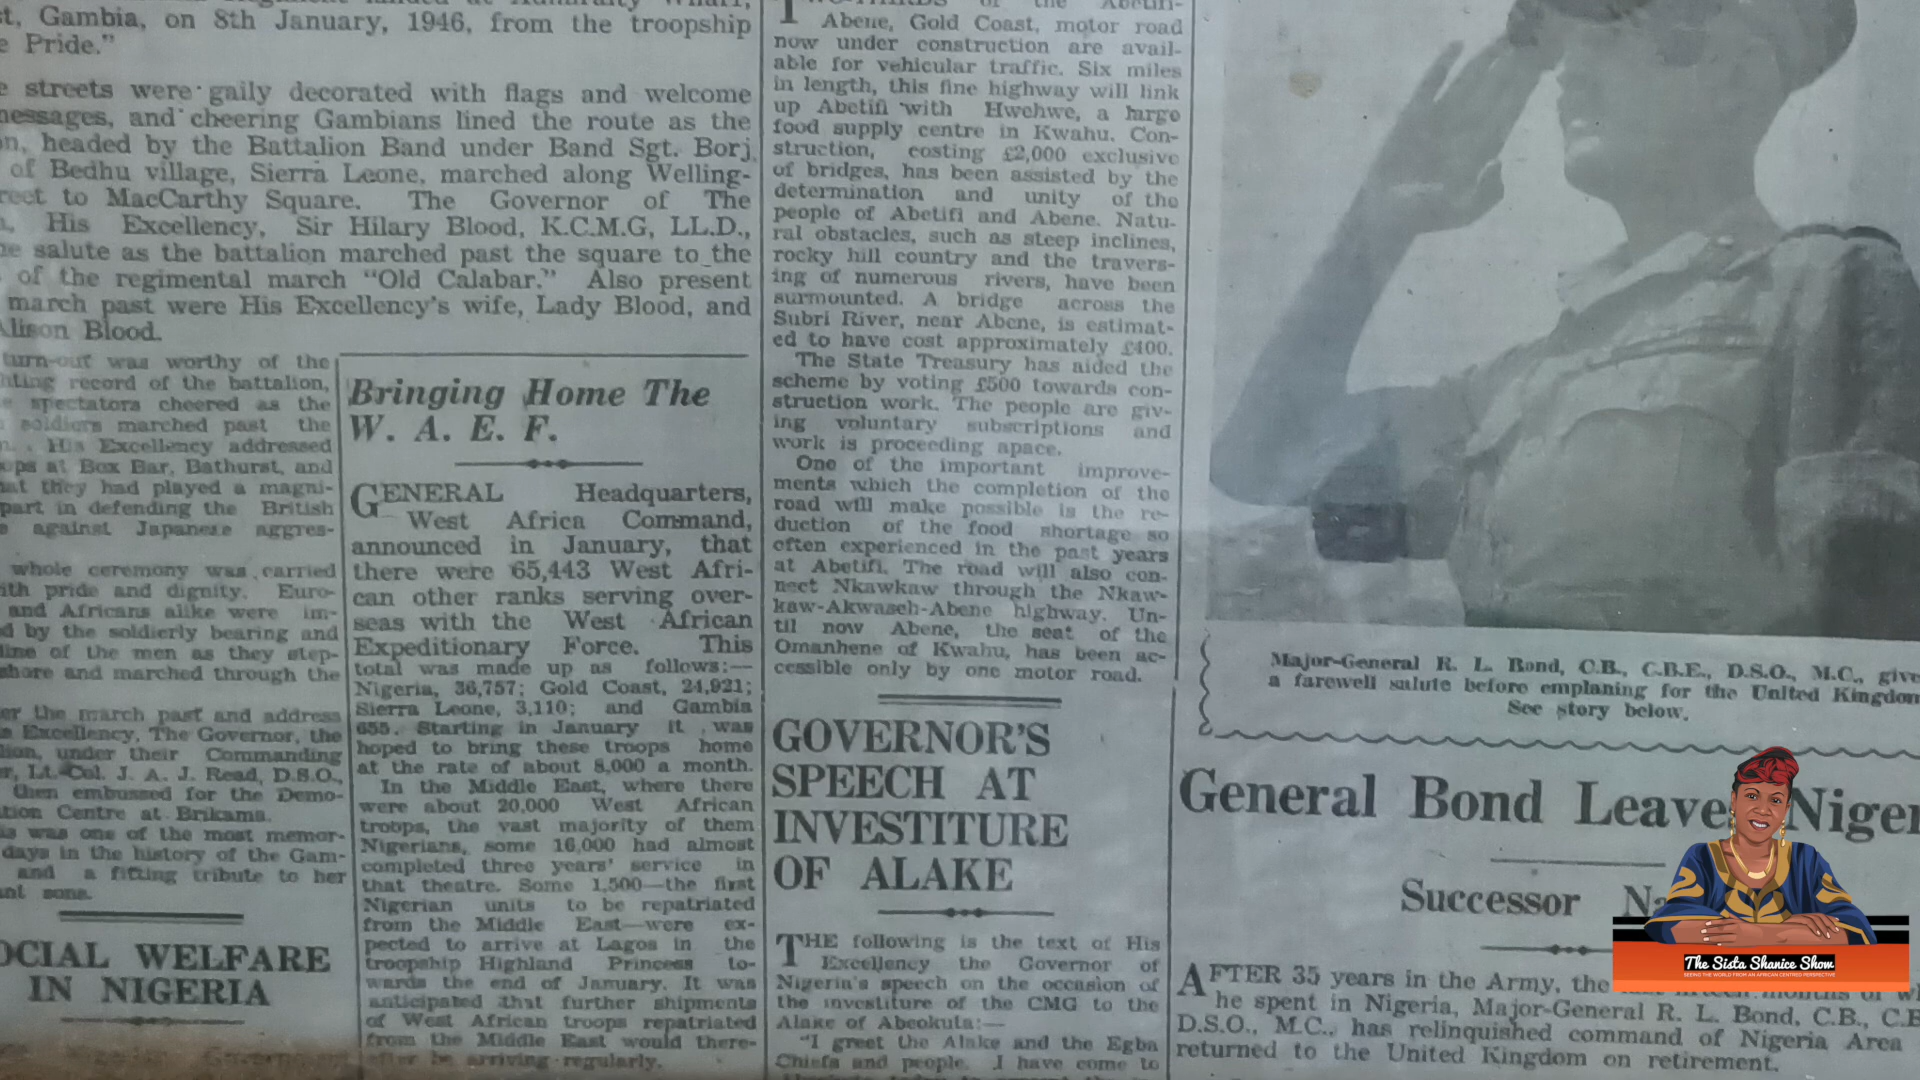 t, Gambia, on 8th January, 1946, from the troopship
e Pride."
e streets were gaily decorated with flags and welcome
nessages, and cheering Gambians lined the route as the
on, headed by the Battalion Band under Band Sgt. Borj
of Bedhu village, Sierra Leone, marched along Welling-
reet to MacCarthy Square. The Governor of The
a, His Excellency, Sir Hilary Blood, K.C.M.G, LL.D.,
he salute as the battalion marched past the square to the
of the regimental march "Old Calabar." Also present
march past were His Excellency's wife, Lady Blood, and
Alison Blood.
turn-out was worthy of the
hting record of the battalion,
e spectators cheered as the
soldiers marched past the
n. His Excellency addressed
ops at Box Bar, Bathurst, and
hat they had played a magni-
part in defending the British
e against Japanese aggres-
whole ceremony was carried
ith pride and dignity. Euro-
and Africans alike were im-
d by the soldierly bearing and
line of the men as they step-
shore and marched through the
er the march past and address
s Excellency, The Governor, the
lion, under their Commanding
r, Lt.-Col. J. A. J. Read, D.S.O.,
then embussed for the Demo-
ation Centre at Brikama.
is was one of the most memor-
days in the history of the Gam-
and a fitting tribute to her
ant sons.
OCIAL WELFARE
IN NIGERIA
Bringing Home The
W. A. E. F.
GENERAL Headquarters,
West Africa Command,
announced in January, that
there were 65,443 West Afri-
can other ranks serving over-
seas with the West African
Expeditionary Force. This
total was made up as follows:—
Nigeria, 36,757; Gold Coast, 24,921;
Sierra Leone, 3,110; and Gambia
655. Starting in January it was
hoped to bring these troops home
at the rate of about 8,000 a month.
In the Middle East, where there
were about 20,000 West African
troops, the vast majority of them
Nigerians, some 16,000 had almost
completed three years' service in
that theatre. Some 1,500—the first
Nigerian units to be repatriated
from the Middle East—were ex-
pected to arrive at Lagos in the
troopship Highland Princess to-
wards the end of January. It was
anticipated that further shipments
of West African troops repatriated
from the Middle East would there-
after be arriving regularly.
of the Abetifi-
Abene, Gold Coast, motor road
now under construction are avail-
able for vehicular traffic. Six miles
in length, this fine highway will link
up Abetifi with Hwehwe, a large
food supply centre in Kwahu. Con-
struction, costing £2,000 exclusive
of bridges, has been assisted by the
determination and unity of the
people of Abetifi and Abene. Natu-
ral obstacles, such as steep inclines,
rocky hill country and the travers-
ing of numerous rivers, have been
surmounted. A bridge across the
Subri River, near Abene, is estimat-
ed to have cost approximately £400.
The State Treasury has aided the
scheme by voting £500 towards con-
struction work. The people are giv-
ing voluntary subscriptions and
work is proceeding apace.
One of the important improve-
ments which the completion of the
road will make possible is the re-
duction of the food shortage so
often experienced in the past years
at Abetifi. The road will also con-
nect Nkawkaw through the Nkaw-
kaw-Akwaseh-Abene highway. Un-
til now Abene, the seat of the
Omanhene of Kwahu, has been ac-
cessible only by one motor road.
GOVERNOR'S
SPEECH AT
INVESTITURE
OF ALAKE
THE following is the text of His
Excellency the Governor of
Nigeria's speech on the occasion of
the investiture of the CMG to the
Alake of Abeokuta:—
"I greet the Alake and the Egba
Chiefs and people. I have come to
Major-General R. L. Bond, C.B., C.B.E., D.S.O., M.C., give
a farewell salute before emplaning for the United Kingdom
See story below.
General Bond Leave Niger
Successor Na
AFTER 35 years in the Army, the
he spent in Nigeria, Major-General R. L. Bond, C.B., C.B
D.S.O., M.C., has relinquished command of Nigeria Area
returned to the United Kingdom on retirement.
The Sista Shanice Show
SEEING THE WORLD FROM AN AFRICAN CENTRED PERSPECTIVE